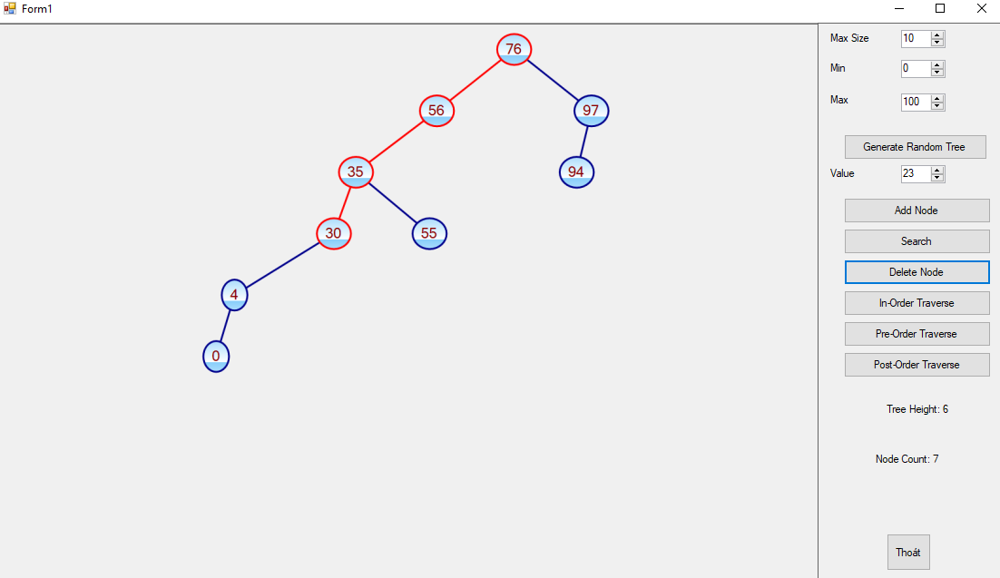 Form1
76
56
97
35
94
30
55
4
0
Max Size 10
Min 0
Max 100
Generate Random Tree
Value 23
Add Node
Search
Delete Node
In-Order Traverse
Pre-Order Traverse
Post-Order Traverse
Tree Height: 6
Node Count: 7
Thoát